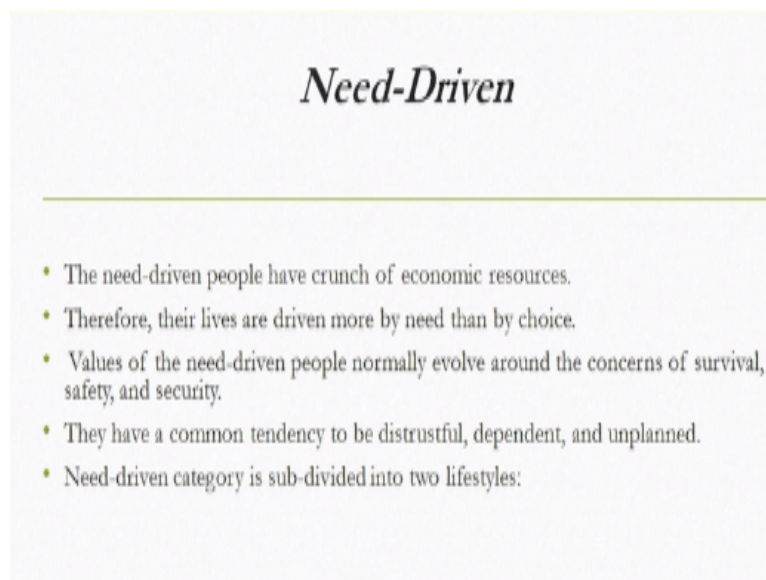 Need-Driven
• The need-driven people have crunch of economic resources.
• Therefore, their lives are driven more by need than by choice.
• Values of the need-driven people normally evolve around the concerns of survival,
safety, and security.
• They have a common tendency to be distrustful, dependent, and unplanned.
• Need-driven category is sub-divided into two lifestyles: